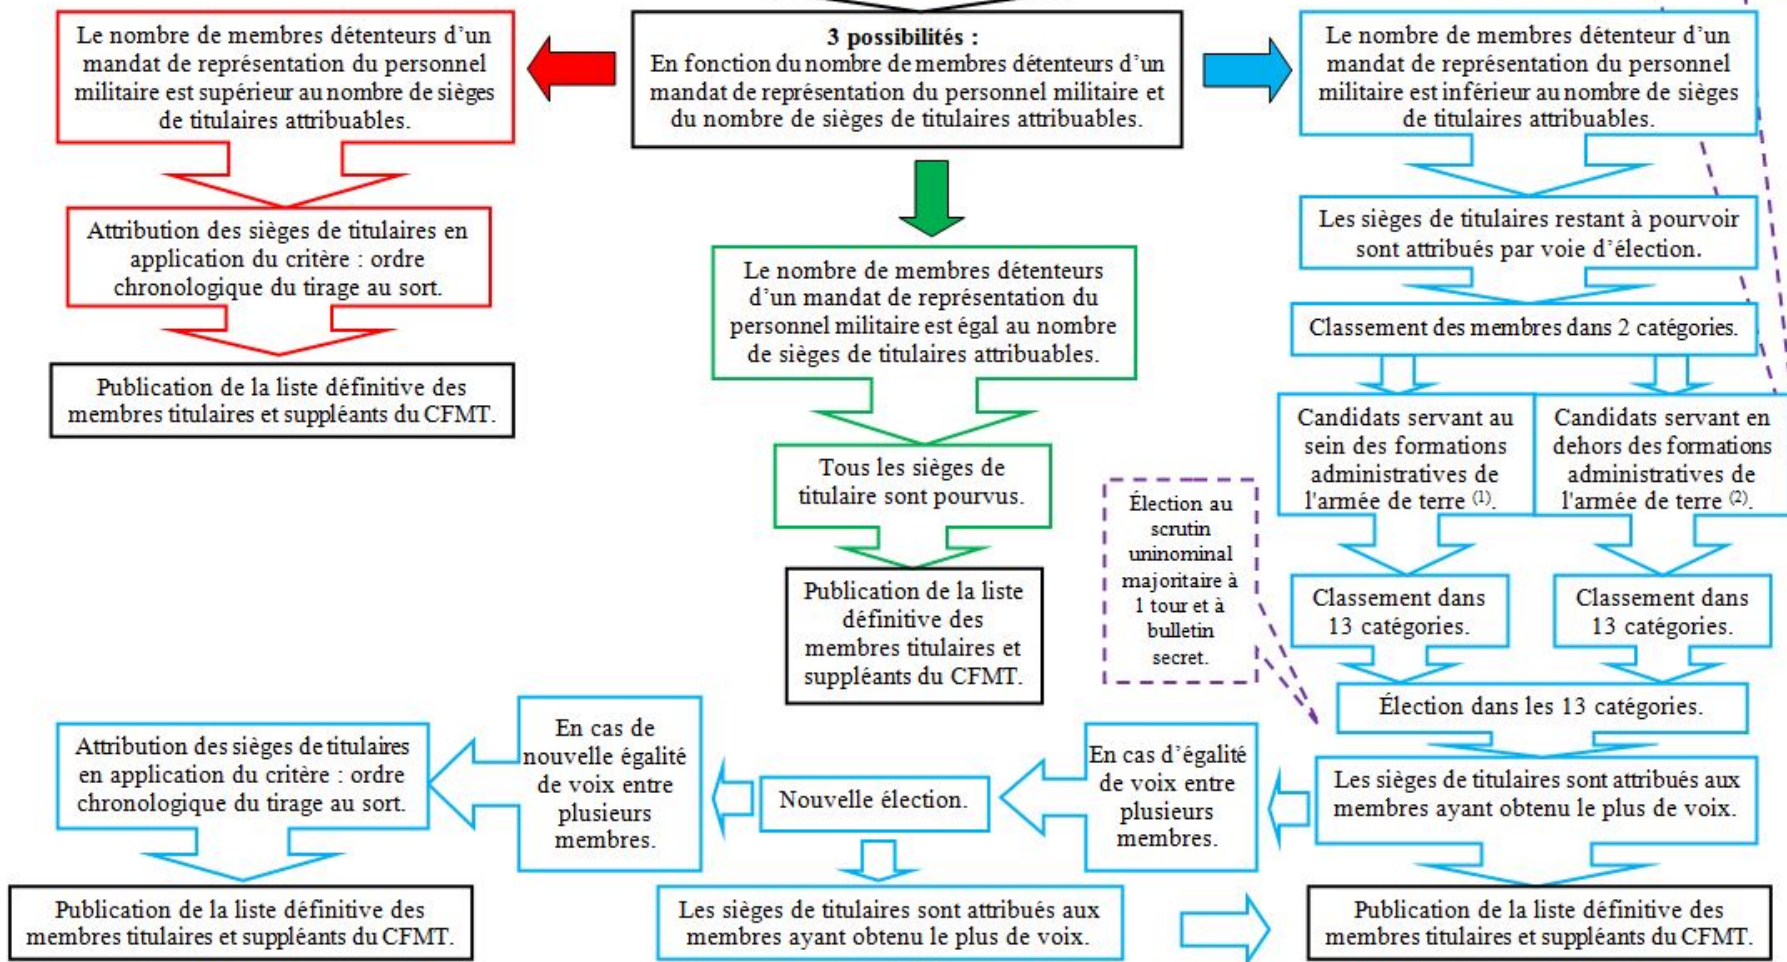 3 possibilités :
En fonction du nombre de membres détenteurs d'un
mandat de représentation du personnel militaire et
du nombre de sièges de titulaires attribuables.
Le nombre de membres détenteurs d'un
mandat de représentation du personnel
militaire est supérieur au nombre de sièges
de titulaires attribuables.
Attribution des sièges de titulaires en
application du critère : ordre
chronologique du tirage au sort.
Publication de la liste définitive des
membres titulaires et suppléants du CFMT.
Le nombre de membres détenteurs
d'un mandat de représentation du
personnel militaire est égal au nombre
de sièges de titulaires attribuables.
Tous les sièges de
titulaire sont pourvus.
Publication de la liste
définitive des
membres titulaires et
suppléants du CFMT.
Le nombre de membres détenteur d'un
mandat de représentation du personnel
militaire est inférieur au nombre de sièges
de titulaires attribuables.
Les sièges de titulaires restant à pourvoir
sont attribués par voie d'élection.
Classement des membres dans 2 catégories.
Candidats servant au
sein des formations
administratives de
l'armée de terre (1).
Candidats servant en
dehors des formations
administratives de
l'armée de terre (2).
Classement dans
13 catégories.
Classement dans
13 catégories.
Élection au
scrutin
uninominal
majoritaire à
1 tour et à
bulletin
secret.
Élection dans les 13 catégories.
Les sièges de titulaires sont attribués aux
membres ayant obtenu le plus de voix.
En cas d'égalité
de voix entre
plusieurs
membres.
Nouvelle élection.
En cas de
nouvelle égalité
de voix entre
plusieurs
membres.
Attribution des sièges de titulaires
en application du critère : ordre
chronologique du tirage au sort.
Publication de la liste définitive des
membres titulaires et suppléants du CFMT.
Les sièges de titulaires sont attribués aux
membres ayant obtenu le plus de voix.
Publication de la liste définitive des
membres titulaires et suppléants du CFMT.